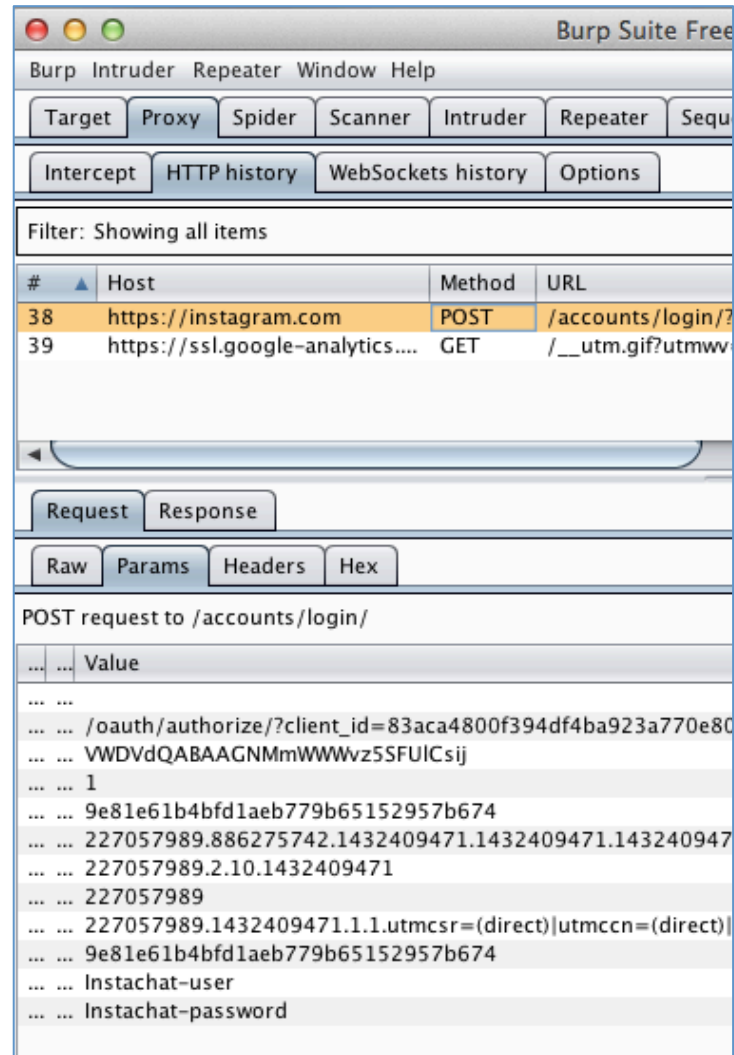 Burp Suite Free
Burp Intruder Repeater Window Help
Target Proxy Spider Scanner Intruder Repeater Sequ
Intercept HTTP history WebSockets history Options
Filter: Showing all items
# Host Method URL
38 https://instagram.com POST /accounts/login/?
39 https://ssl.google-analytics.... GET /__utm.gif?utmwv=
Request Response
Raw Params Headers Hex
POST request to /accounts/login/
... ... Value
... ...
... ... /oauth/authorize/?client_id=83aca4800f394df4ba923a770e80
... ... VWDVdQABAAGNMmWWWvz5SFUlCsij
... ... 1
... ... 9e81e61b4bfd1aeb779b65152957b674
... ... 227057989.886275742.1432409471.1432409471.143240947
... ... 227057989.2.10.1432409471
... ... 227057989
... ... 227057989.1432409471.1.1.utmcsr=(direct)|utmccn=(direct)|
... ... 9e81e61b4bfd1aeb779b65152957b674
... ... Instachat-user
... ... Instachat-password